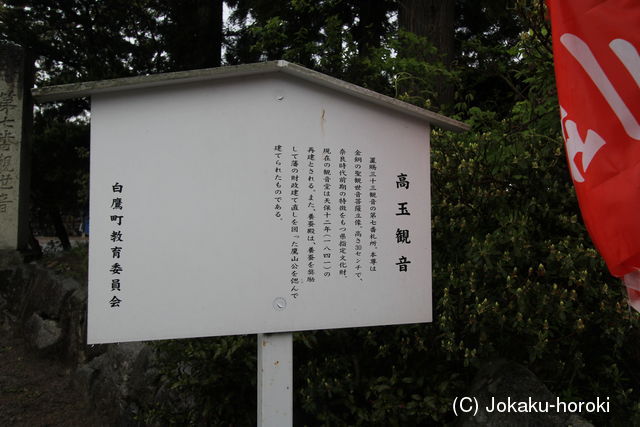 高玉観音
置賜三十三観音の第七番札所。本尊は
金銅の聖観世音菩薩立像。高さ30センチで、
奈良時代前期の特徴をもつ県指定文化財。
現在の観音堂は天保十二年（一八四一）の
再建とされる。また、養蚕殿は、養蚕を奨励
して藩の財政建て直しを図った鷹山公を偲んで
建てられたものである。
白鷹町教育委員会
第七番観世音
(C) Jokaku-horoki